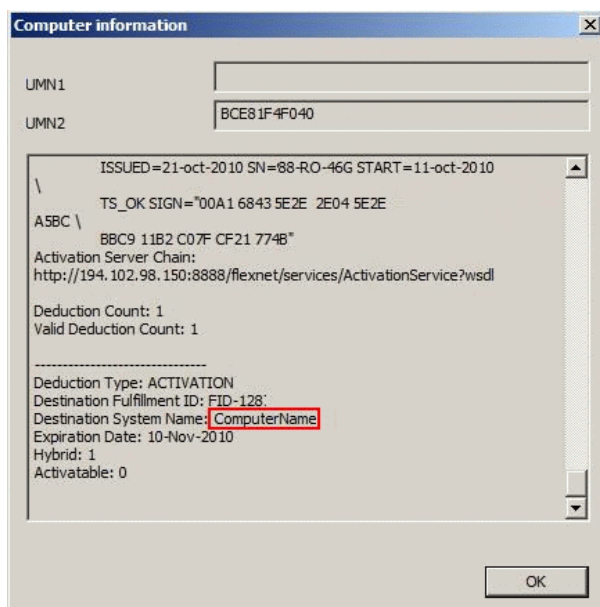 Computer information
UMN1
UMN2
BCE81F4F040
ISSUED=21-oct-2010 SN=88-RO-46G START=11-oct-2010
\
TS_OK SIGN="00A1 6843 5E2E 2E04 5E2E
A5BC \
BBC9 11B2 C07F CF21 774B"
Activation Server Chain:
http://194.102.98.150:8888/flexnet/services/ActivationService?wsdl
Deduction Count: 1
Valid Deduction Count: 1
-------------------------------
Deduction Type: ACTIVATION
Destination Fulfillment ID: FID-128
Destination System Name: ComputerName
Expiration Date: 10-Nov-2010
Hybrid: 1
Activatable: 0
OK